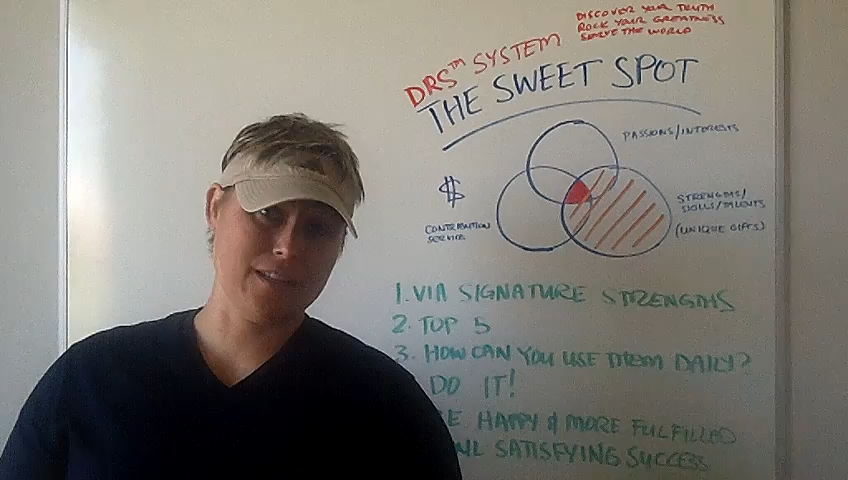 DISCOVER YOUR TRUTH
ROCK YOUR GREATNESS
SERVE THE WORLD
DRS™ SYSTEM
THE SWEET SPOT
PASSIONS/INTERESTS
$
STRENGTHS/
SKILLS/TALENTS
(UNIQUE GIFTS)
CONTRIBUTION
SERVICE
1. VIA SIGNATURE STRENGTHS
2. TOP 5
3. HOW CAN YOU USE THEM DAILY?
DO IT!
HAPPY & MORE FULFILLED
SATISFYING SUCCESS